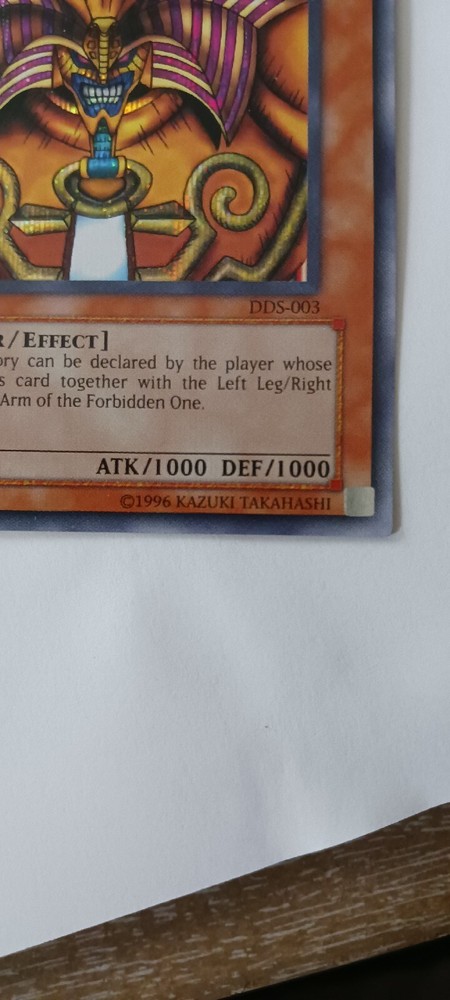 DDS-003
R/EFFECT]
ory can be declared by the player whose
s card together with the Left Leg/Right
Arm of the Forbidden One.
ATK/1000 DEF/1000
©1996 KAZUKI TAKAHASHI